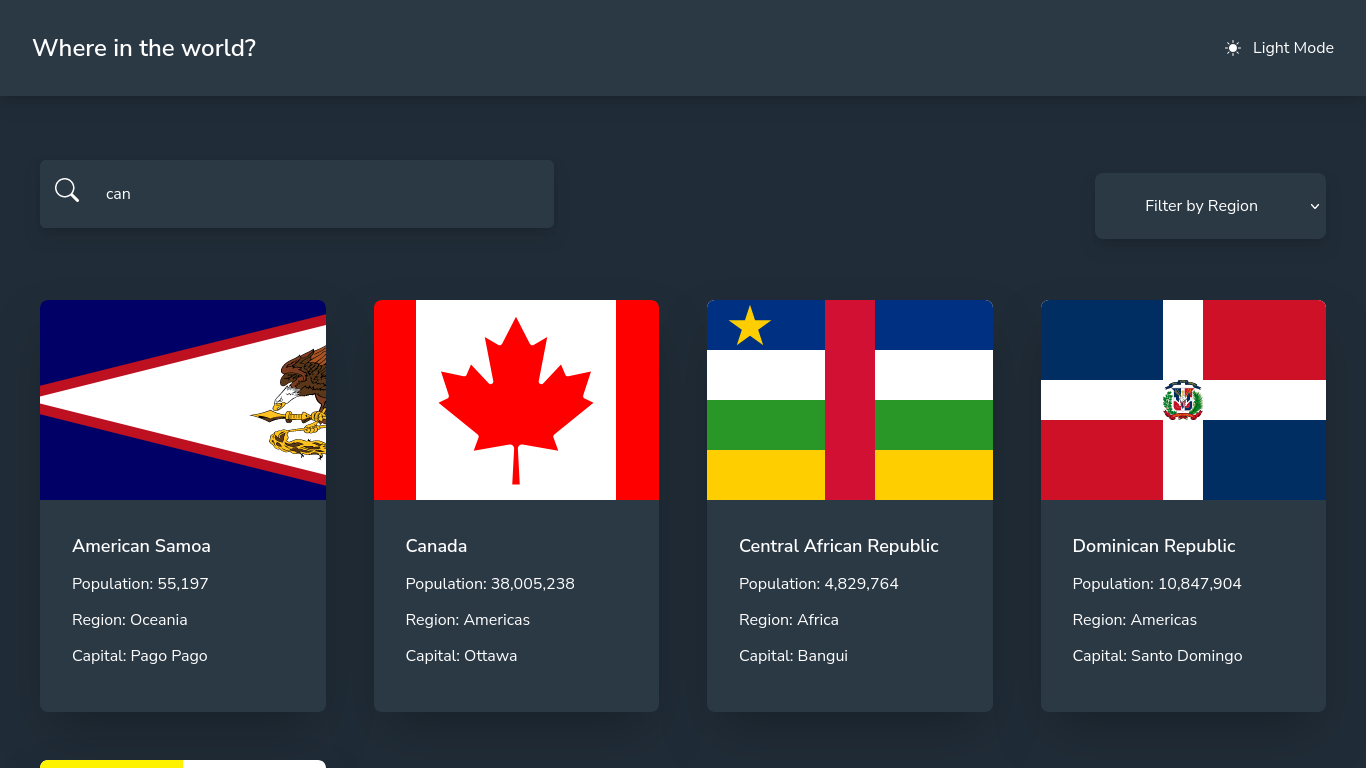 Where in the world?
Light Mode
can
Filter by Region
American Samoa
Population: 55,197
Region: Oceania
Capital: Pago Pago
Canada
Population: 38,005,238
Region: Americas
Capital: Ottawa
Central African Republic
Population: 4,829,764
Region: Africa
Capital: Bangui
Dominican Republic
Population: 10,847,904
Region: Americas
Capital: Santo Domingo